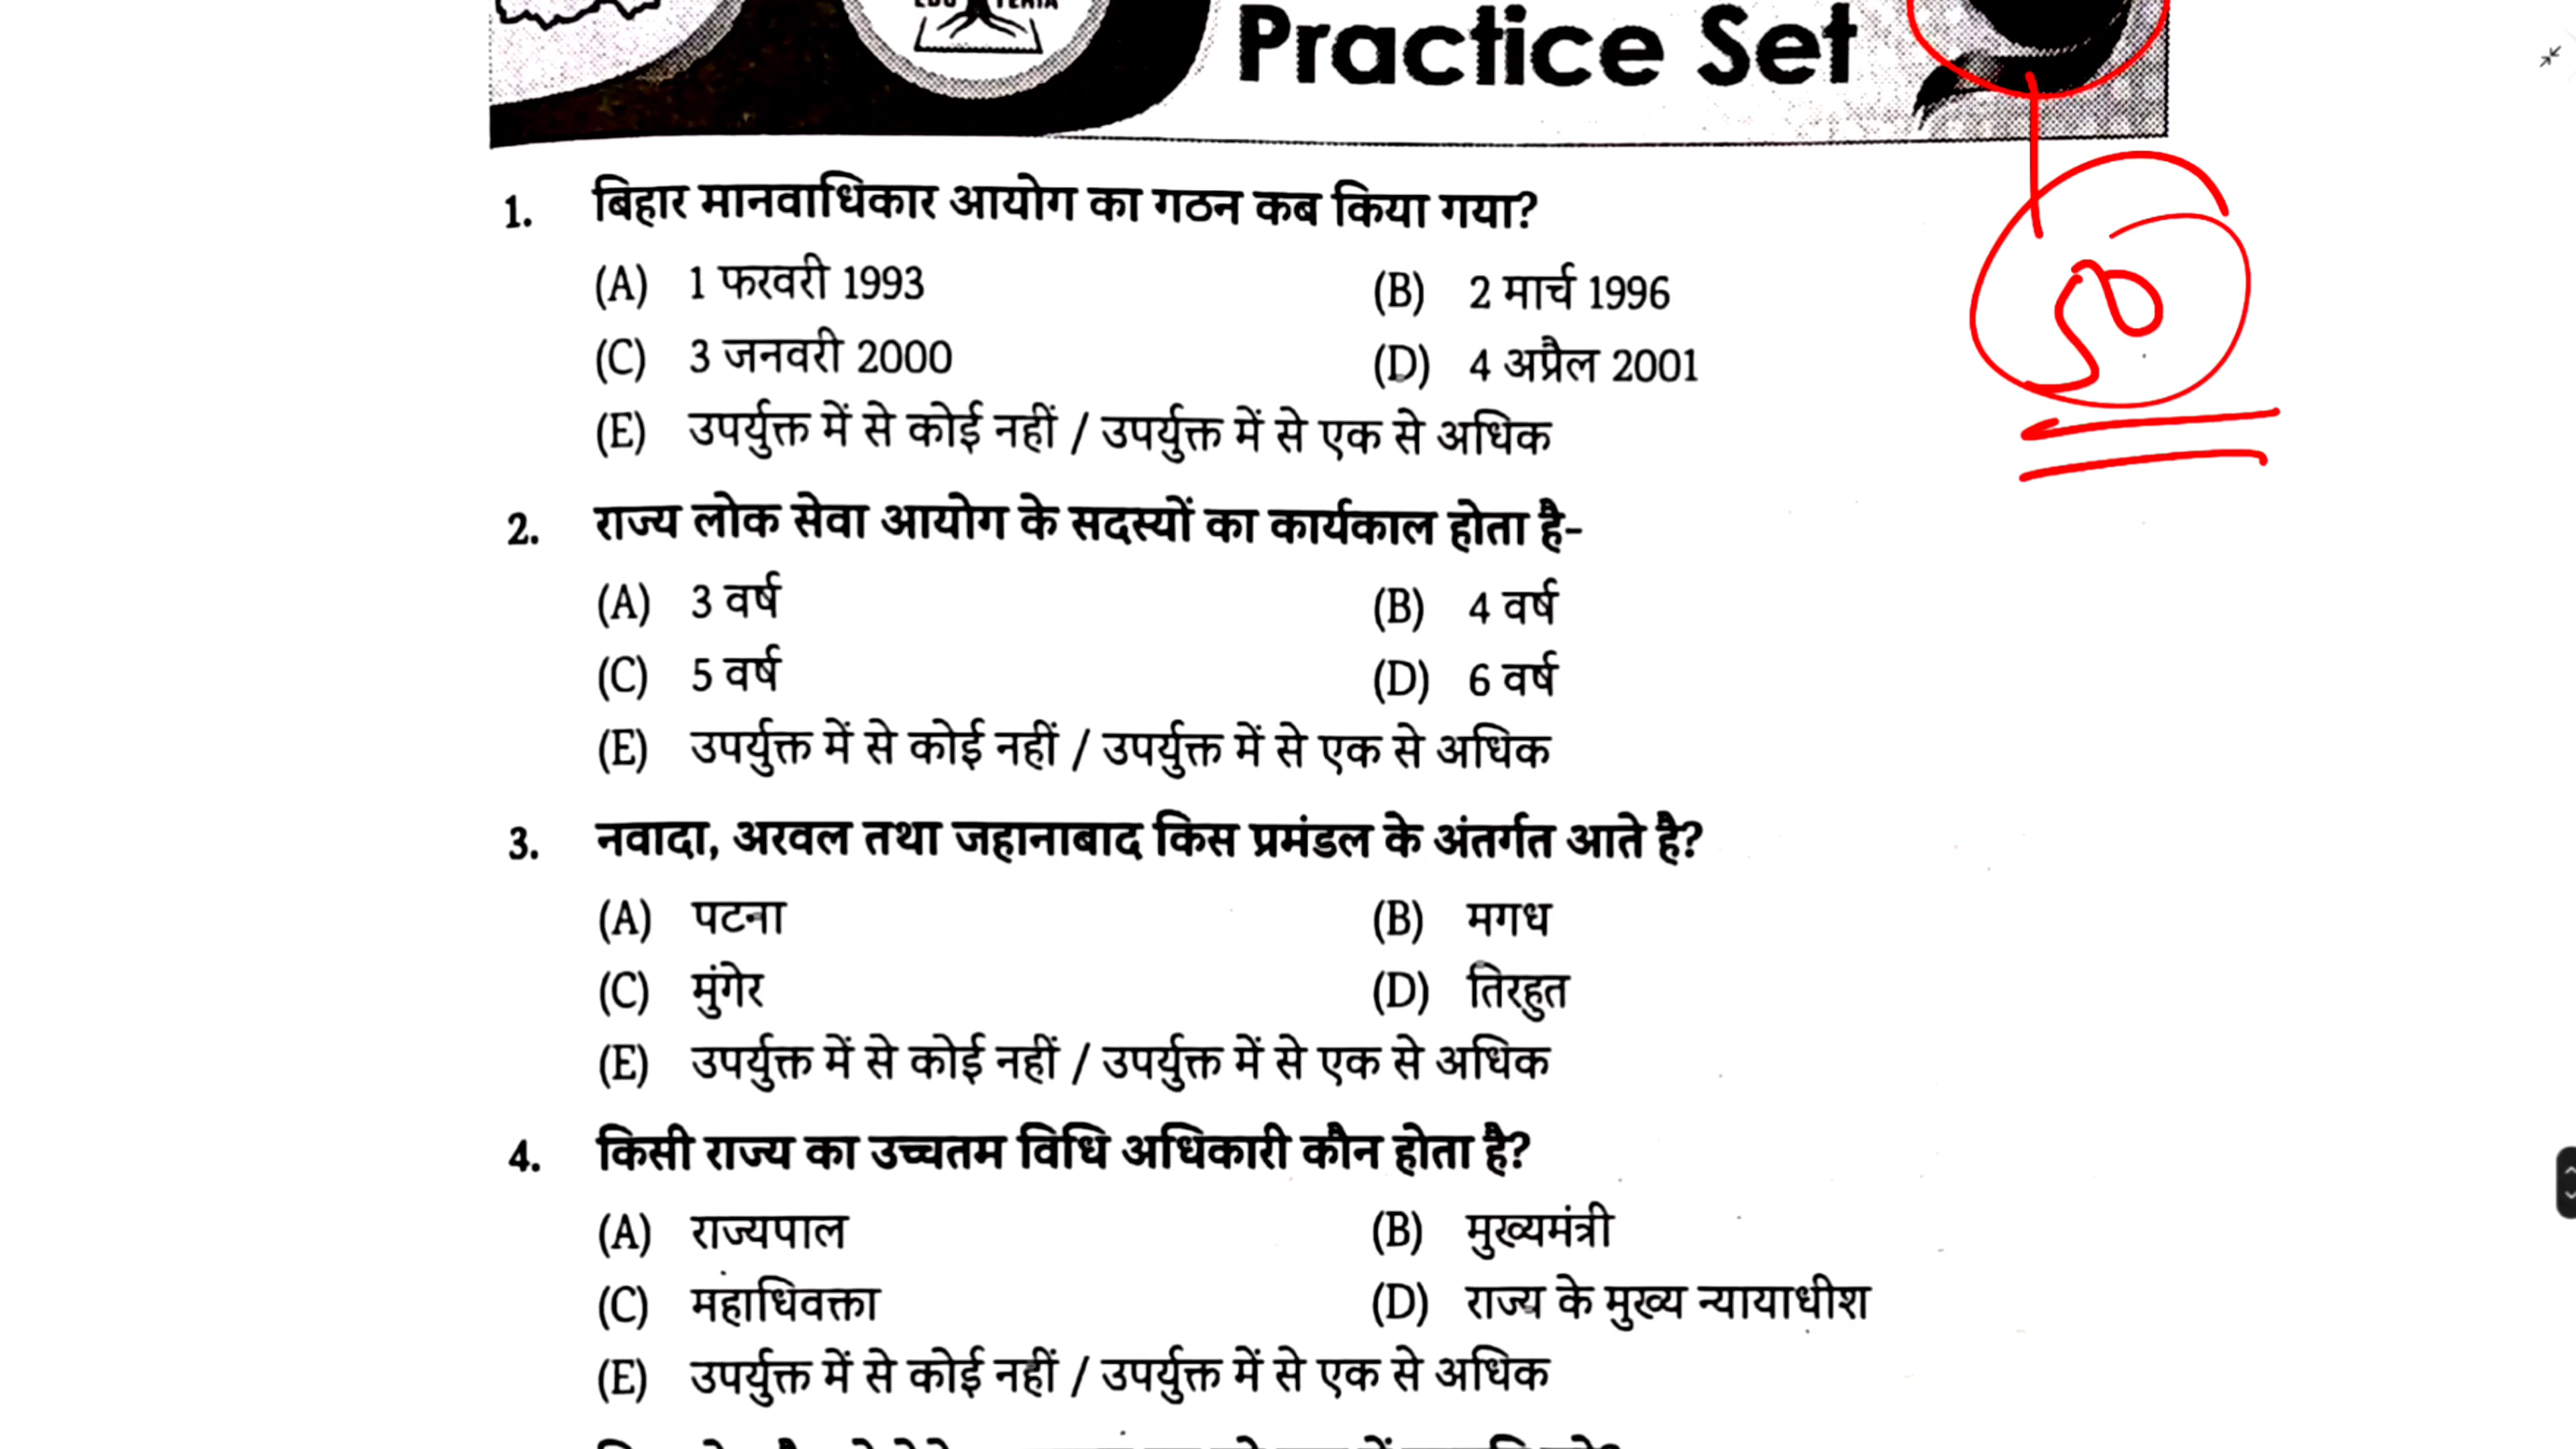 Practice Set
50
1. बिहार मानवाधिकार आयोग का गठन कब किया गया?
(A) 1 फरवरी 1993 (B) 2 मार्च 1996
(C) 3 जनवरी 2000 (D) 4 अप्रैल 2001
(E) उपर्युक्त में से कोई नहीं / उपर्युक्त में से एक से अधिक
2. राज्य लोक सेवा आयोग के सदस्यों का कार्यकाल होता है-
(A) 3 वर्ष (B) 4 वर्ष
(C) 5 वर्ष (D) 6 वर्ष
(E) उपर्युक्त में से कोई नहीं / उपर्युक्त में से एक से अधिक
3. नवादा, अरवल तथा जहानाबाद किस प्रमंडल के अंतर्गत आते है?
(A) पटना (B) मगध
(C) मुंगेर (D) तिरहुत
(E) उपर्युक्त में से कोई नहीं / उपर्युक्त में से एक से अधिक
4. किसी राज्य का उच्चतम विधि अधिकारी कौन होता है?
(A) राज्यपाल (B) मुख्यमंत्री
(C) महाधिवक्ता (D) राज्य के मुख्य न्यायाधीश
(E) उपर्युक्त में से कोई नहीं / उपर्युक्त में से एक से अधिक